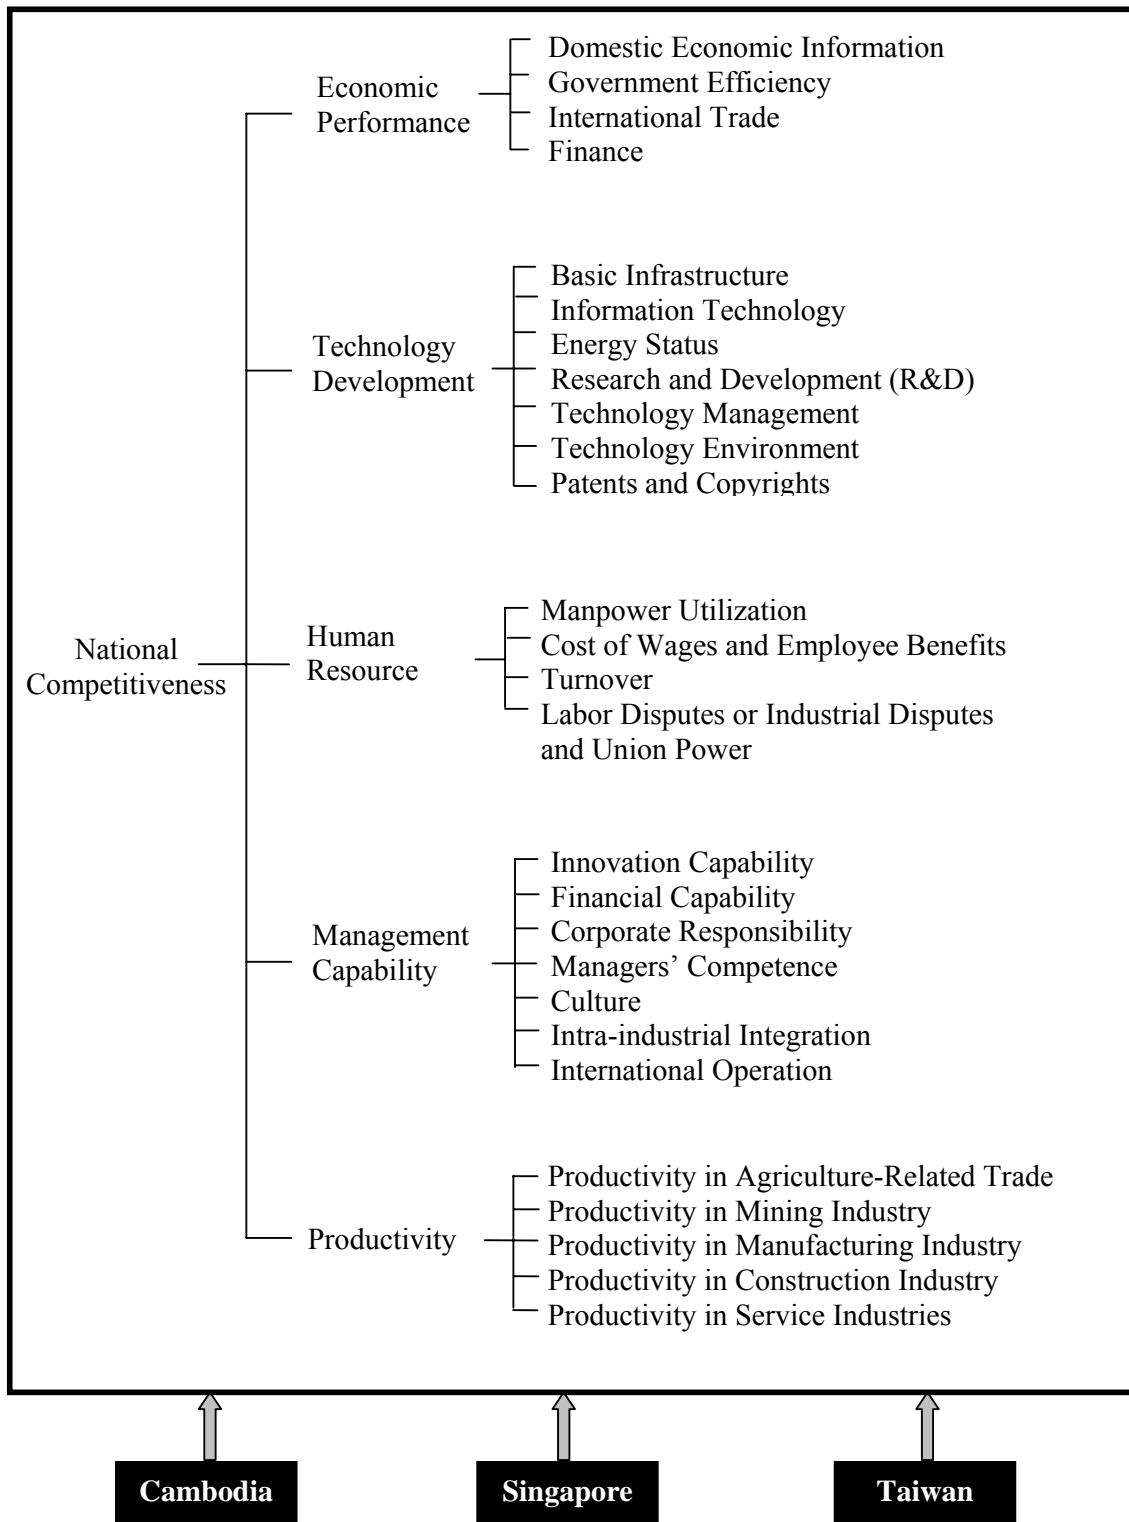 Economic
Performance
Domestic Economic Information
Government Efficiency
International Trade
Finance
Technology
Development
Basic Infrastructure
Information Technology
Energy Status
Research and Development (R&D)
Technology Management
Technology Environment
Patents and Copyrights
National
Competitiveness
Human
Resource
Manpower Utilization
Cost of Wages and Employee Benefits
Turnover
Labor Disputes or Industrial Disputes
and Union Power
Management
Capability
Innovation Capability
Financial Capability
Corporate Responsibility
Managers’ Competence
Culture
Intra-industrial Integration
International Operation
Productivity
Productivity in Agriculture-Related Trade
Productivity in Mining Industry
Productivity in Manufacturing Industry
Productivity in Construction Industry
Productivity in Service Industries
Cambodia
Singapore
Taiwan